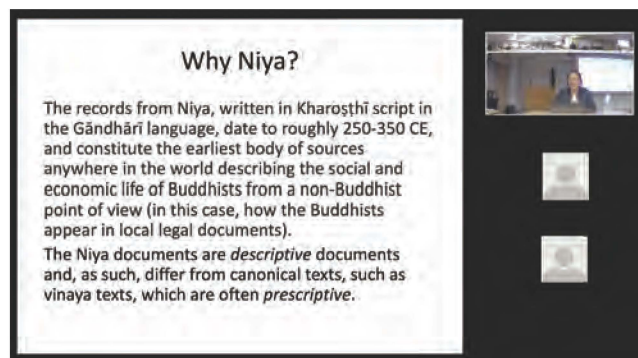 Why Niya?
The records from Niya, written in Kharoṣṭhī script in
the Gāndhārī language, date to roughly 250-350 CE,
and constitute the earliest body of sources
anywhere in the world describing the social and
economic life of Buddhists from a non-Buddhist
point of view (in this case, how the Buddhists
appear in local legal documents).
The Niya documents are descriptive documents
and, as such, differ from canonical texts, such as
vinaya texts, which are often prescriptive.